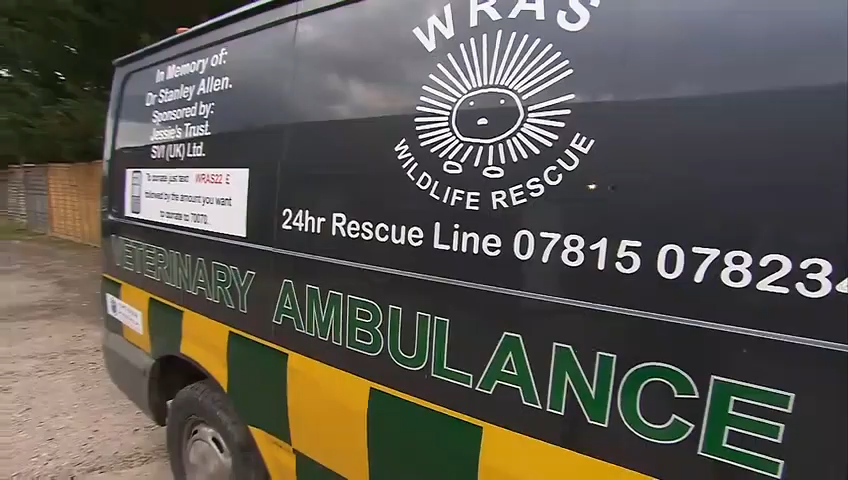 In Memory of:
Dr Stanley Allen.
Sponsored by:
Jessie's Trust.
SVI (UK) Ltd.
To donate just text WRAS22 £
followed by the amount you want
to donate to 70070.
WRAS
WILDLIFE RESCUE
24hr Rescue Line 07815 078234
VETERINARY AMBULANCE